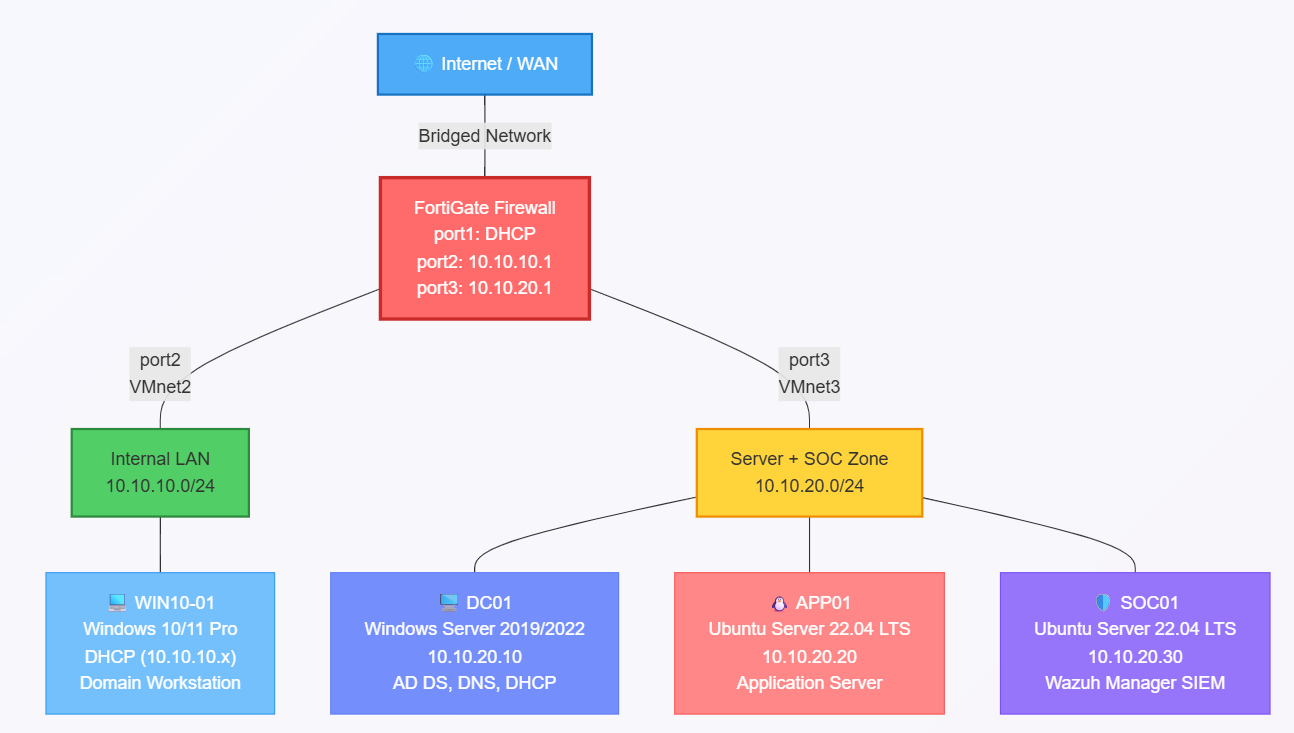 Internet / WAN
Bridged Network
FortiGate Firewall
port1: DHCP
port2: 10.10.10.1
port3: 10.10.20.1
port2
VMnet2
port3
VMnet3
Internal LAN
10.10.10.0/24
Server + SOC Zone
10.10.20.0/24
WIN10-01
Windows 10/11 Pro
DHCP (10.10.10.x)
Domain Workstation
DC01
Windows Server 2019/2022
10.10.20.10
AD DS, DNS, DHCP
APP01
Ubuntu Server 22.04 LTS
10.10.20.20
Application Server
SOC01
Ubuntu Server 22.04 LTS
10.10.20.30
Wazuh Manager SIEM